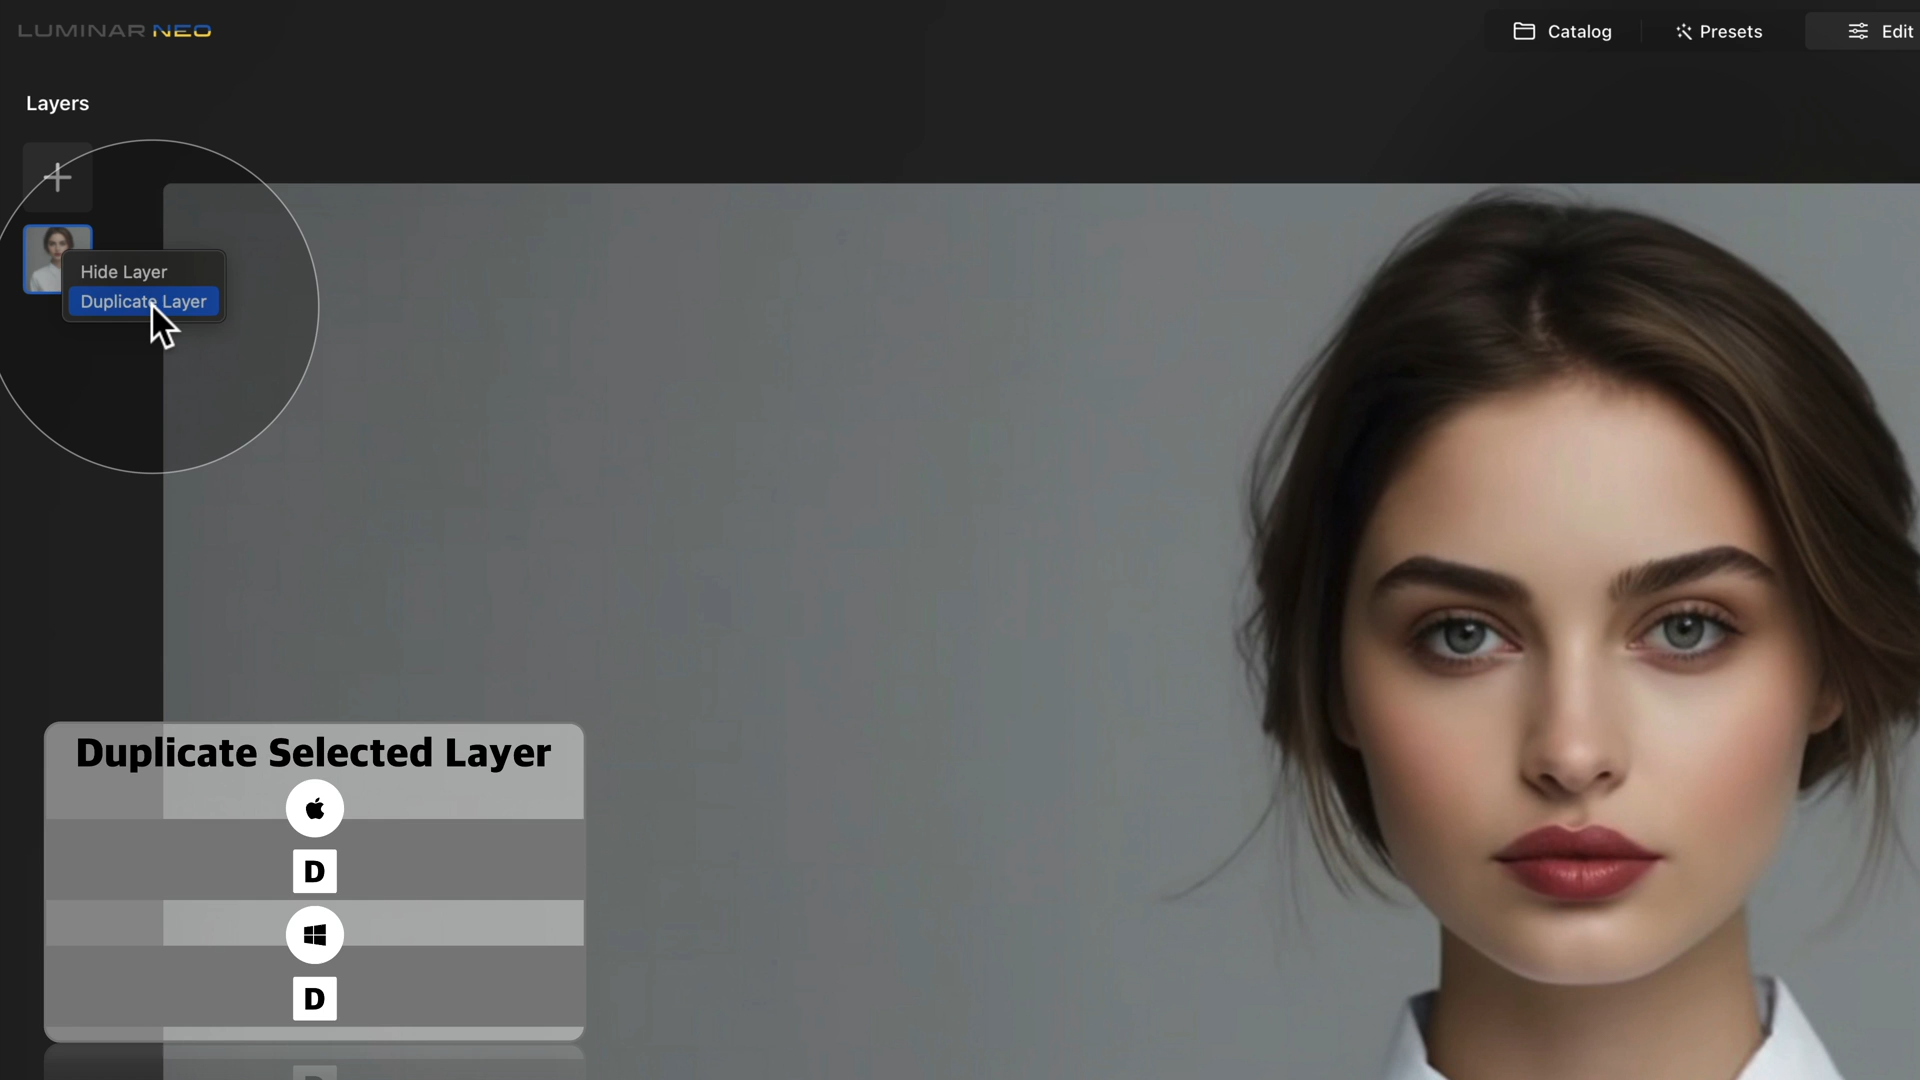 LUMINAR NEO
Catalog
Presets
Edit
Layers
Hide Layer
Duplicate Layer
Duplicate Selected Layer
D
D